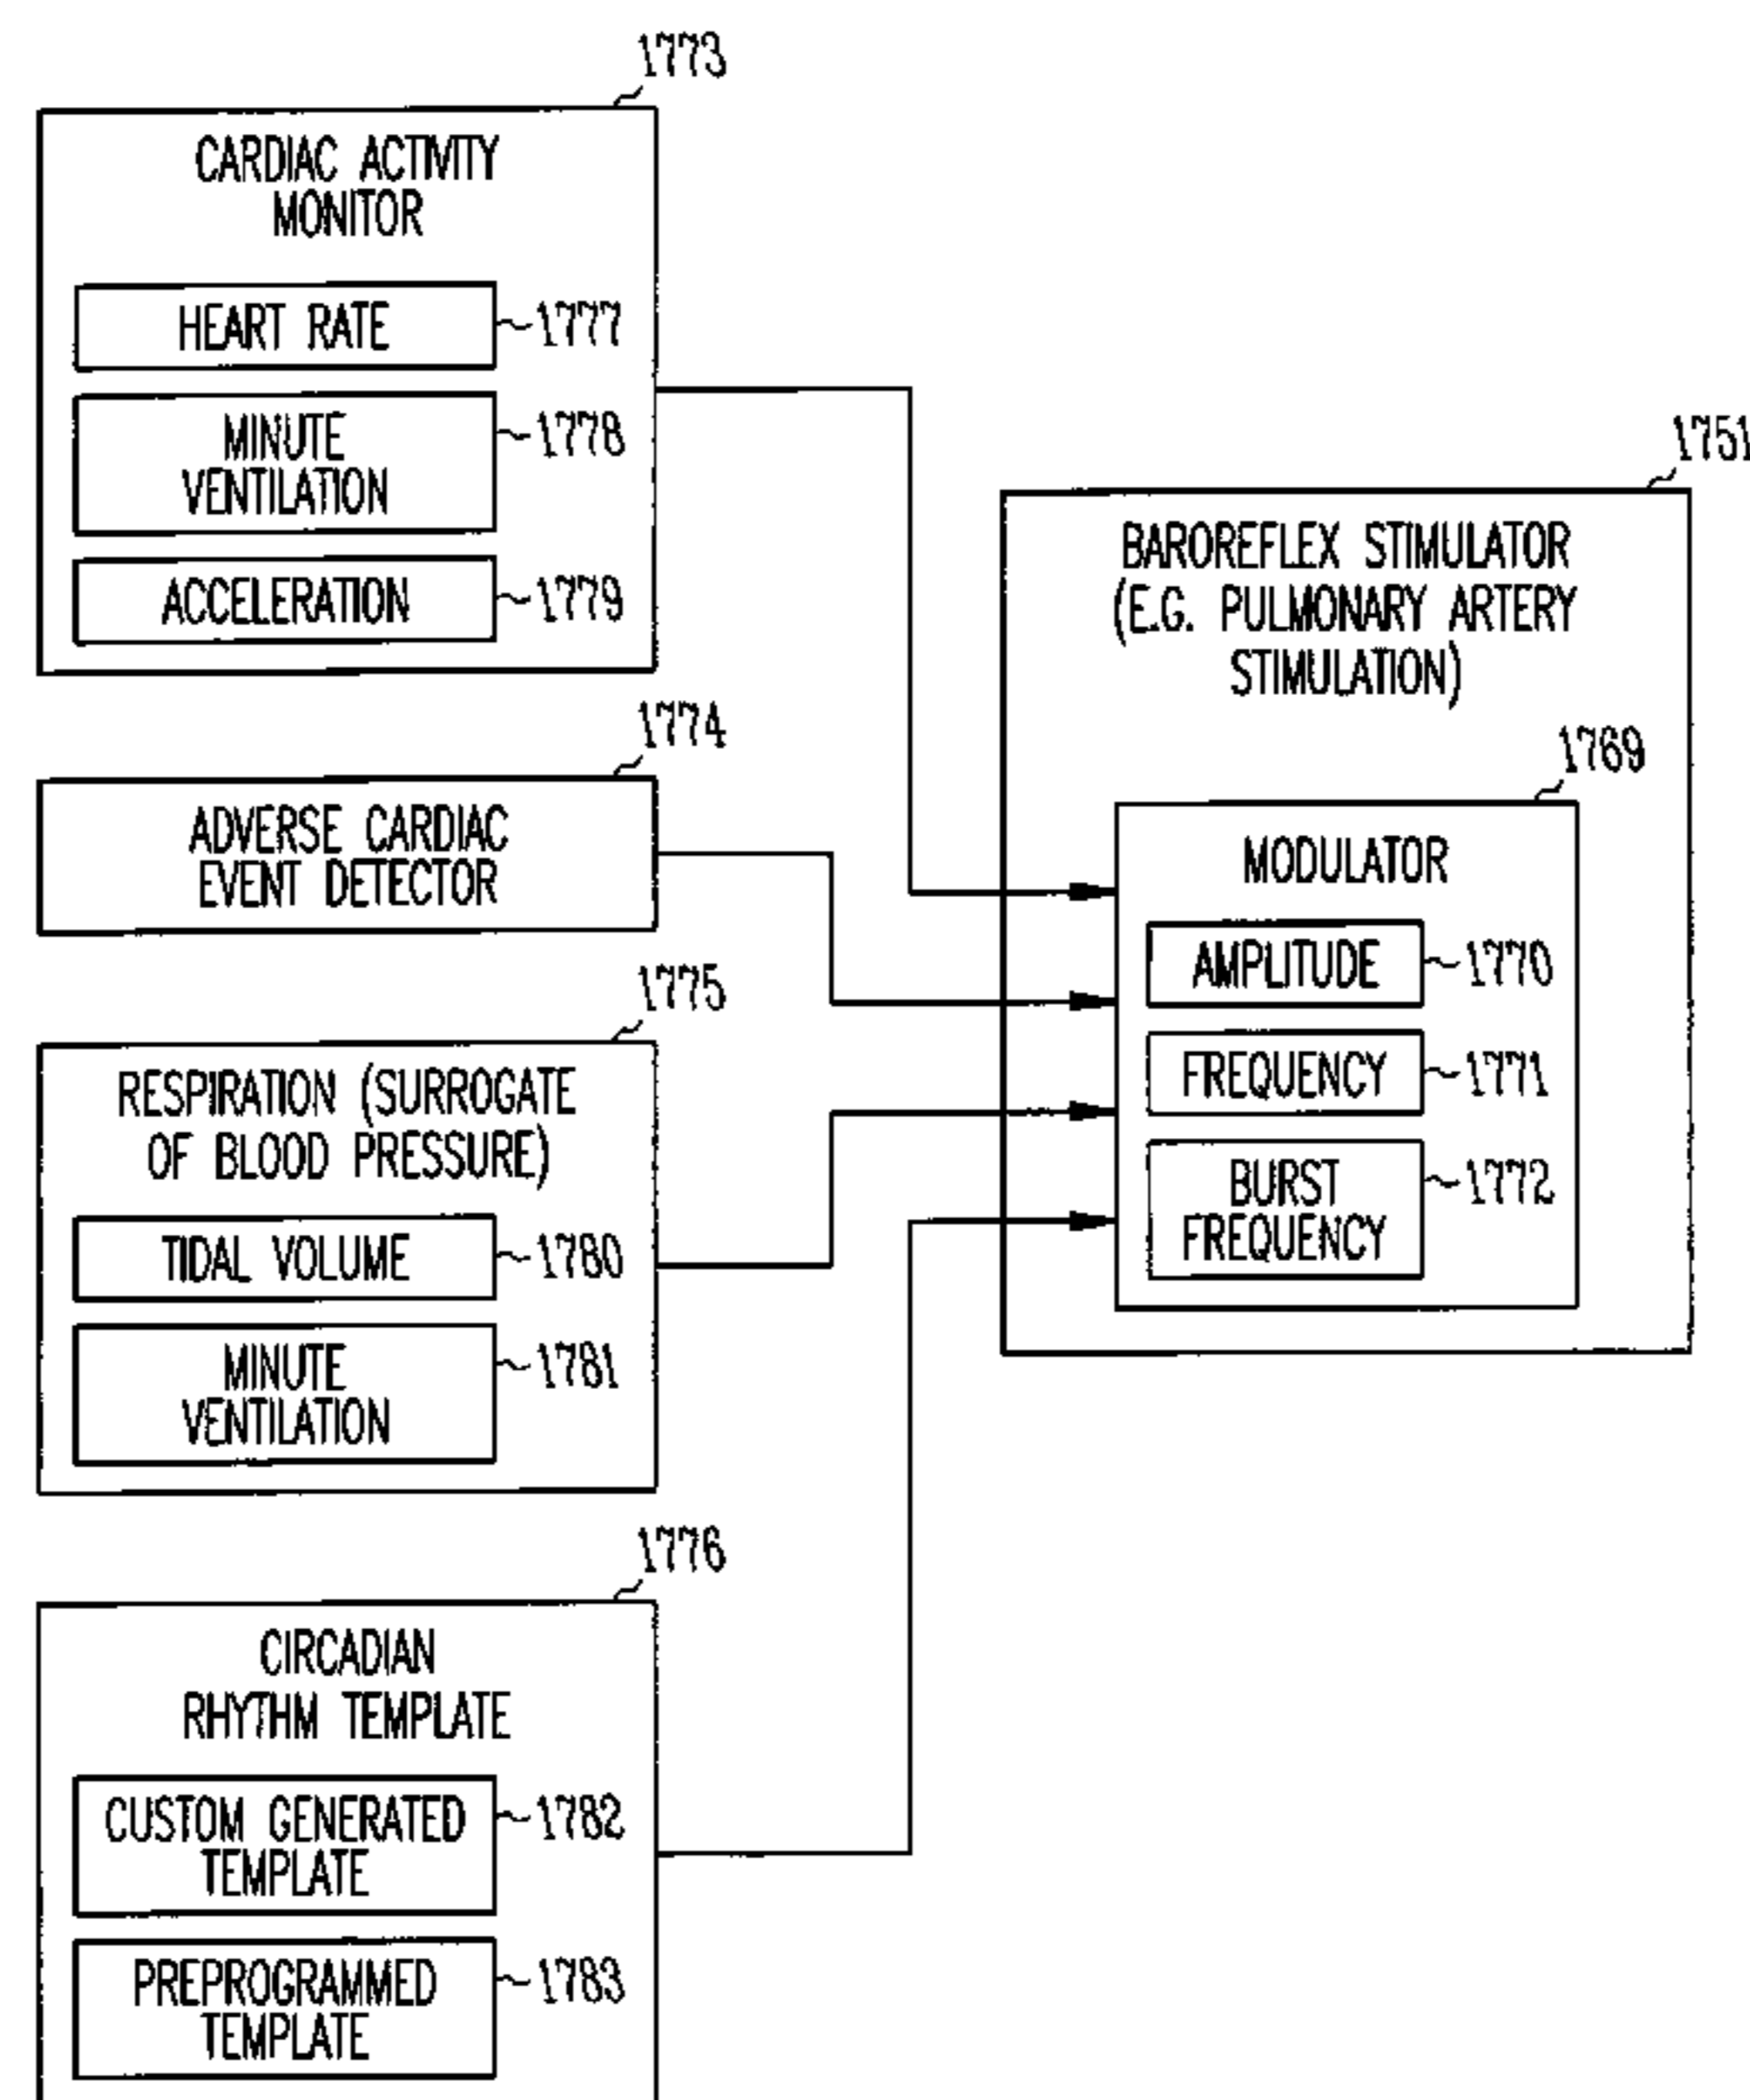 1773
CARDIAC ACTIVITY
MONITOR
HEART RATE
1777
MINUTE
VENTILATION
1778
ACCELERATION
1779
1774
ADVERSE CARDIAC
EVENT DETECTOR
1775
RESPIRATION (SURROGATE
OF BLOOD PRESSURE)
TIDAL VOLUME
1780
MINUTE
VENTILATION
1781
1776
CIRCADIAN
RHYTHM TEMPLATE
CUSTOM GENERATED
TEMPLATE
1782
PREPROGRAMMED
TEMPLATE
1783
1751
BAROREFLEX STIMULATOR
(E.G. PULMONARY ARTERY
STIMULATION)
1769
MODULATOR
AMPLITUDE
1770
FREQUENCY
1771
BURST
FREQUENCY
1772